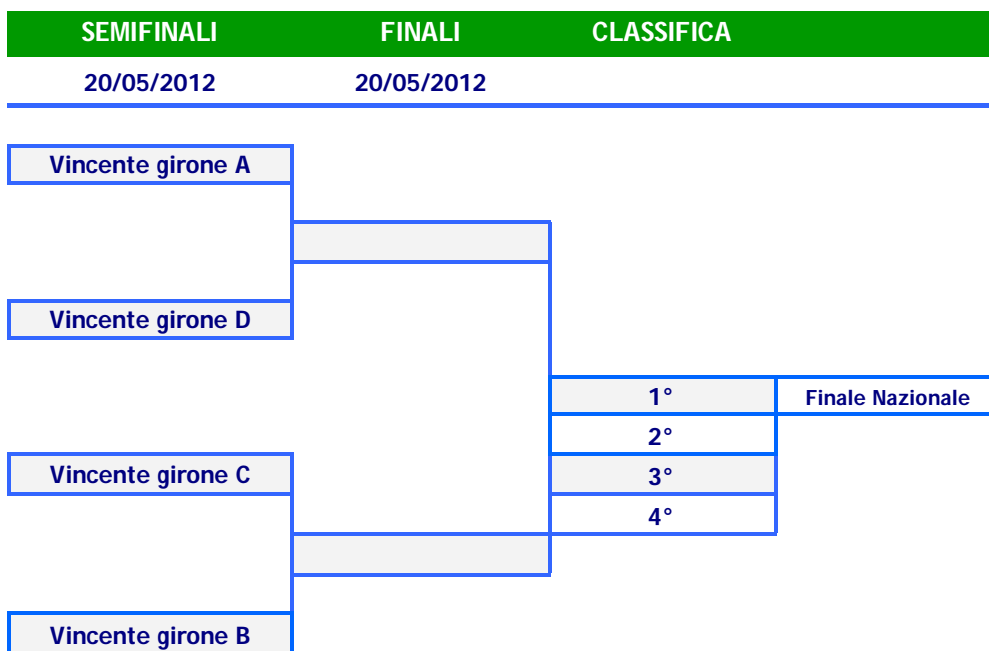 SEMIFINALI FINALI CLASSIFICA
20/05/2012 20/05/2012
Vincente girone A
Vincente girone D
1° Finale Nazionale
2°
Vincente girone C 3°
4°
Vincente girone B